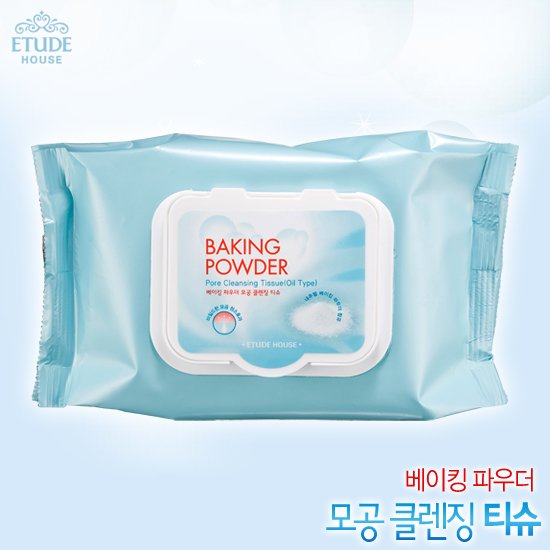 ETUDE
HOUSE
BAKING
POWDER
Pore Cleansing Tissue(Oil Type)
베이킹 파우더 모공 클렌징 티슈
• ETUDE HOUSE •
베이킹 파우더
모공 클렌징 티슈